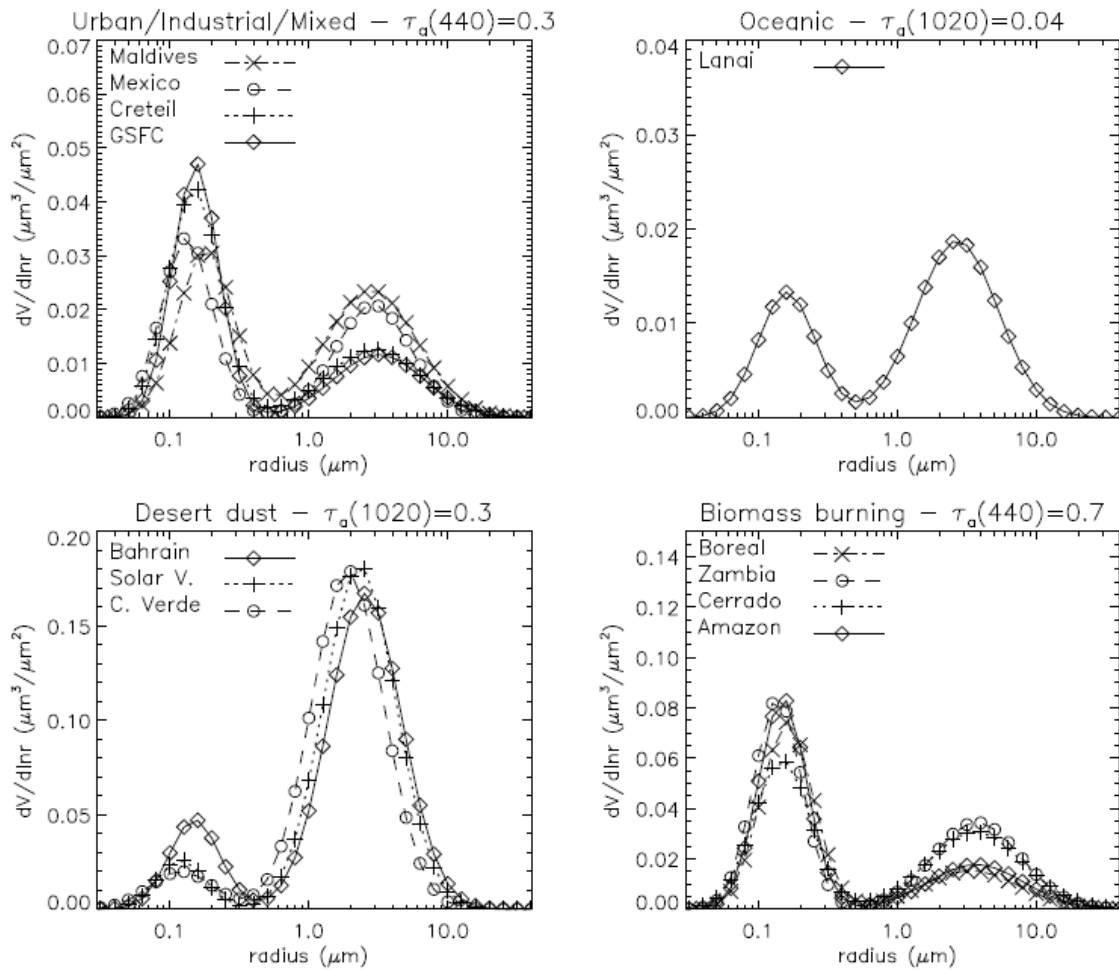 Urban/Industrial/Mixed – τₐ(440)=0.3
0.07
0.06
0.05
0.04
0.03
0.02
0.01
0.00
dV/dlnr (μm³/μm²)
Maldives
Mexico
Creteil
GSFC
0.1 1.0 10.0
radius (μm)
Oceanic – τₐ(1020)=0.04
0.04
0.03
0.02
0.01
0.00
dV/dlnr (μm³/μm²)
Lanai
0.1 1.0 10.0
radius (μm)
Desert dust – τₐ(1020)=0.3
0.20
0.15
0.10
0.05
0.00
dV/dlnr (μm³/μm²)
Bahrain
Solar V.
C. Verde
0.1 1.0 10.0
radius (μm)
Biomass burning – τₐ(440)=0.7
0.14
0.12
0.10
0.08
0.06
0.04
0.02
0.00
dV/dlnr (μm³/μm²)
Boreal
Zambia
Cerrado
Amazon
0.1 1.0 10.0
radius (μm)